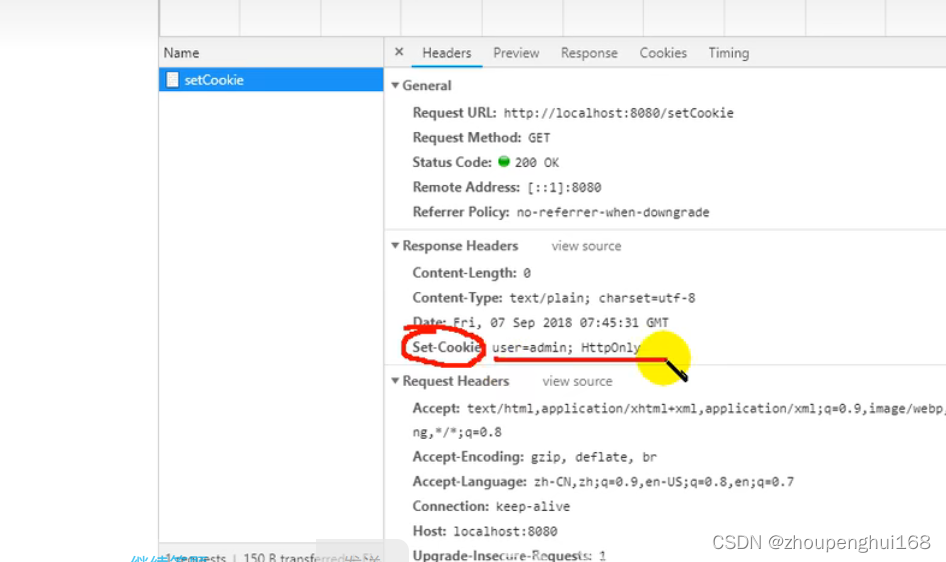 Name
× Headers Preview Response Cookies Timing
setCookie
▼ General
Request URL: http://localhost:8080/setCookie
Request Method: GET
Status Code: 200 OK
Remote Address: [::1]:8080
Referrer Policy: no-referrer-when-downgrade
▼ Response Headers view source
Content-Length: 0
Content-Type: text/plain; charset=utf-8
Date: Fri, 07 Sep 2018 07:45:31 GMT
Set-Cookie user=admin; HttpOnly
▼ Request Headers view source
Accept: text/html,application/xhtml+xml,application/xml;q=0.9,image/webp,
ng,*/*;q=0.8
Accept-Encoding: gzip, deflate, br
Accept-Language: zh-CN,zh;q=0.9,en-US;q=0.8,en;q=0.7
Connection: keep-alive
Host: localhost:8080
Upgrade-Insecure-Requests: 1
requests | 150 B transferred
CSDN @zhoupenghui168